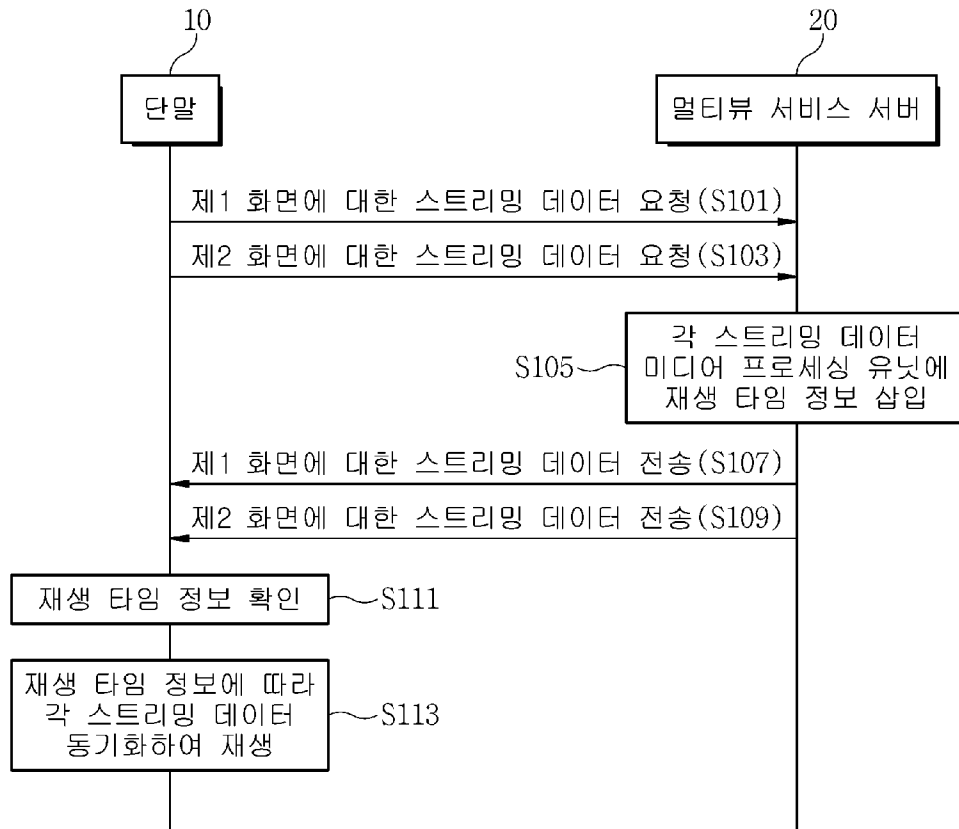 10
20
단말
멀티뷰 서비스 서버
제1 화면에 대한 스트리밍 데이터 요청(S101)
제2 화면에 대한 스트리밍 데이터 요청(S103)
각 스트리밍 데이터
미디어 프로세싱 유닛에
재생 타임 정보 삽입
S105
제1 화면에 대한 스트리밍 데이터 전송(S107)
제2 화면에 대한 스트리밍 데이터 전송(S109)
재생 타임 정보 확인
S111
재생 타임 정보에 따라
각 스트리밍 데이터
동기화하여 재생
S113